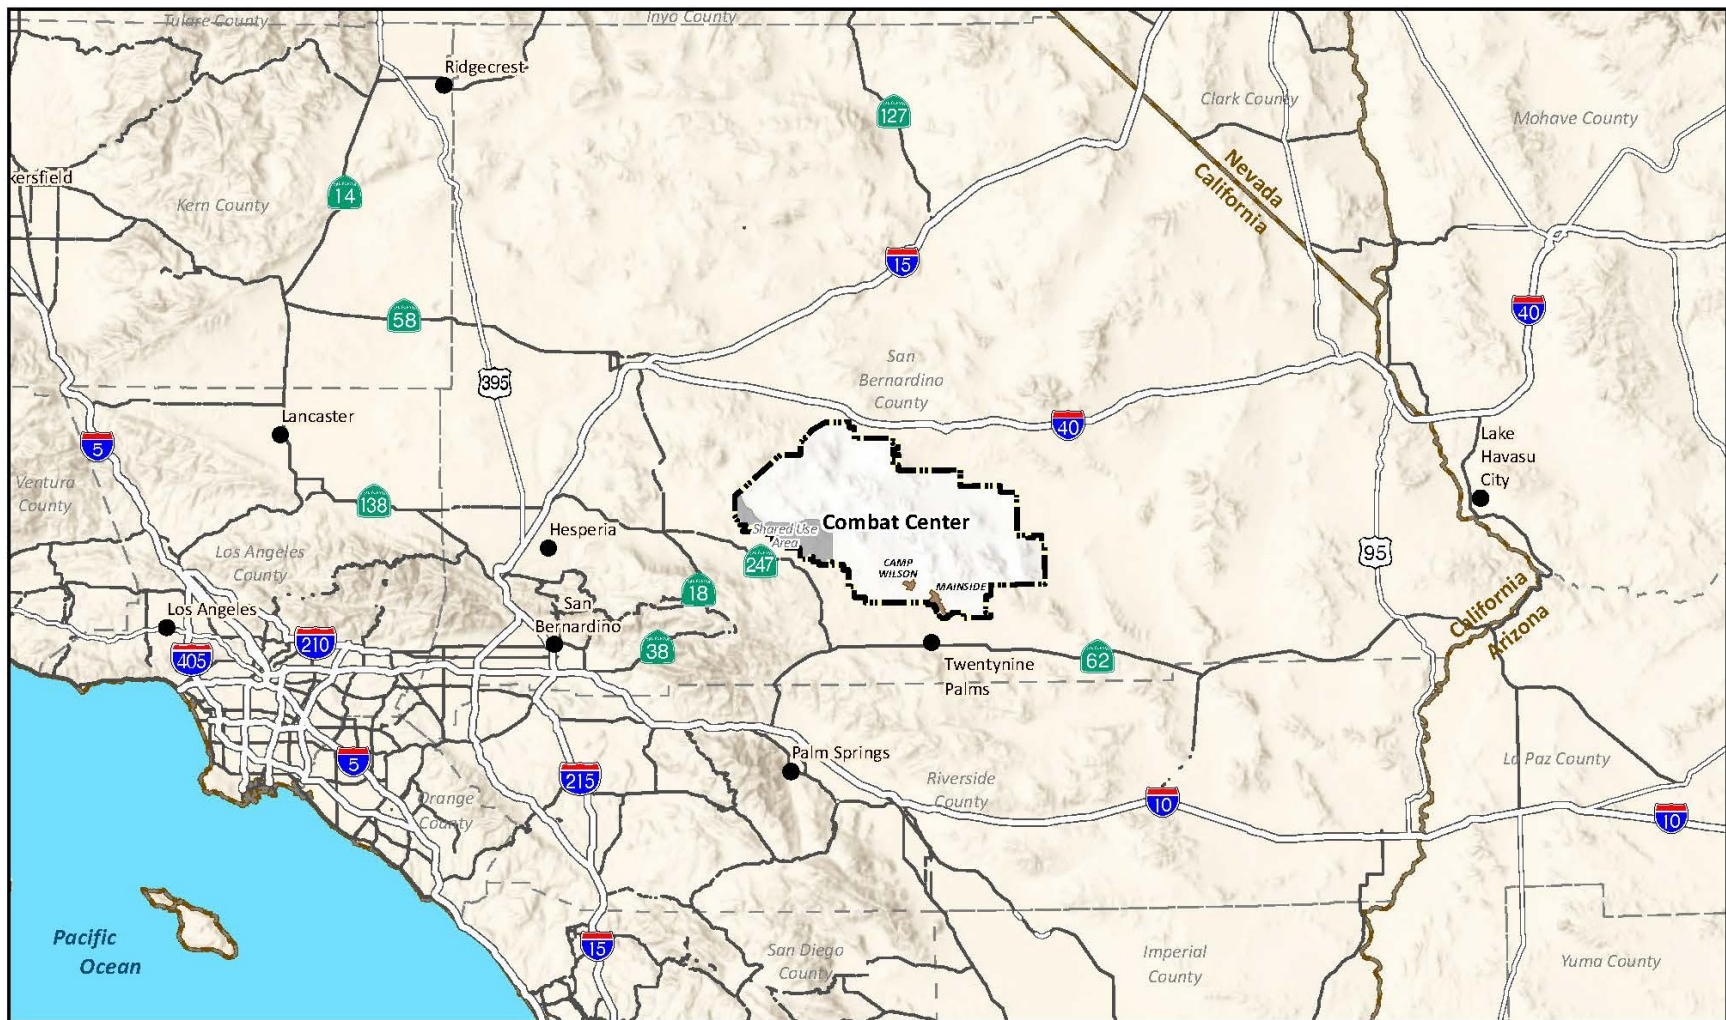 Tulare County
Inyo County
Ridgecrest
127
Clark County
Mohave County
kersfield
14
Kern County
Nevada
California
15
58
40
San
Bernardino
County
395
Lancaster
5
40
Lake
Havasu
City
Ventura
County
138
Combat Center
Shared Use
Area
Hesperia
Los Angeles
County
247
CAMP
WILSON
MAINSIDE
95
18
San
Bernardino
Los Angeles
210
405
38
62
Twentynine
Palms
California
Arizona
Palm Springs
5
215
Riverside
County
10
La Paz County
10
Orange
County
Pacific
Ocean
15
San Diego
County
Imperial
County
Yuma County